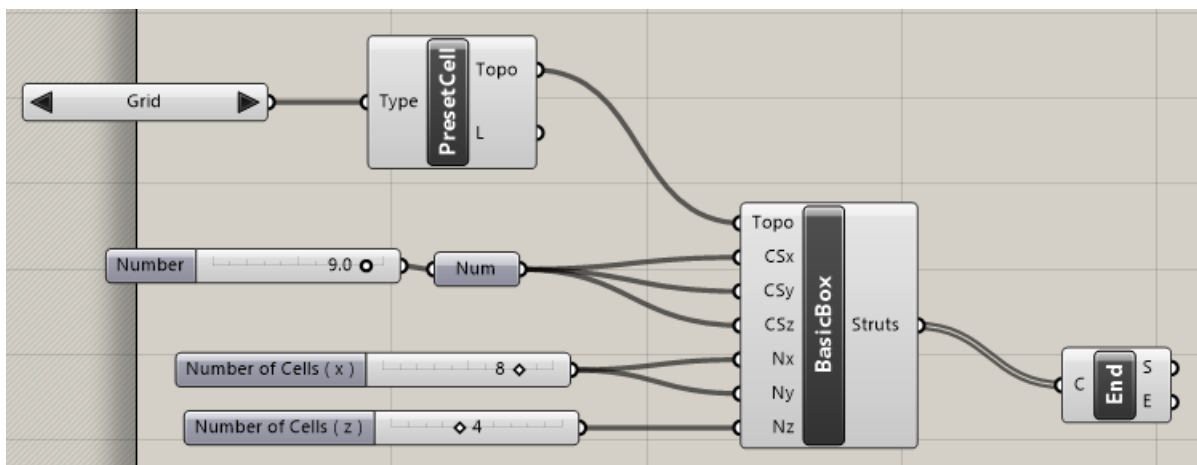 Grid
Type
PresetCell
Topo
L
Number
9.0
Num
Number of Cells ( x )
8
Number of Cells ( z )
4
Topo
CSx
CSy
CSz
Nx
Ny
Nz
BasicBox
Struts
C
End
S
E